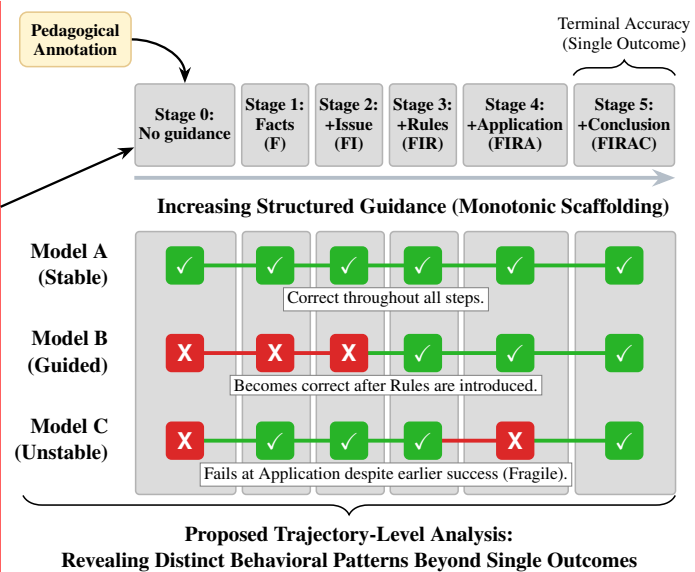 Pedagogical
Annotation
Terminal Accuracy
(Single Outcome)
Stage 0:
No guidance
Stage 1:
Facts
(F)
Stage 2:
+Issue
(FI)
Stage 3:
+Rules
(FIR)
Stage 4:
+Application
(FIRA)
Stage 5:
+Conclusion
(FIRAC)
Increasing Structured Guidance (Monotonic Scaffolding)
Model A
(Stable)
✓ ✓ ✓ ✓ ✓ ✓
Correct throughout all steps.
Model B
(Guided)
X X X ✓ ✓ ✓
Becomes correct after Rules are introduced.
Model C
(Unstable)
X ✓ ✓ ✓ X ✓
Fails at Application despite earlier success (Fragile).
Proposed Trajectory-Level Analysis:
Revealing Distinct Behavioral Patterns Beyond Single Outcomes